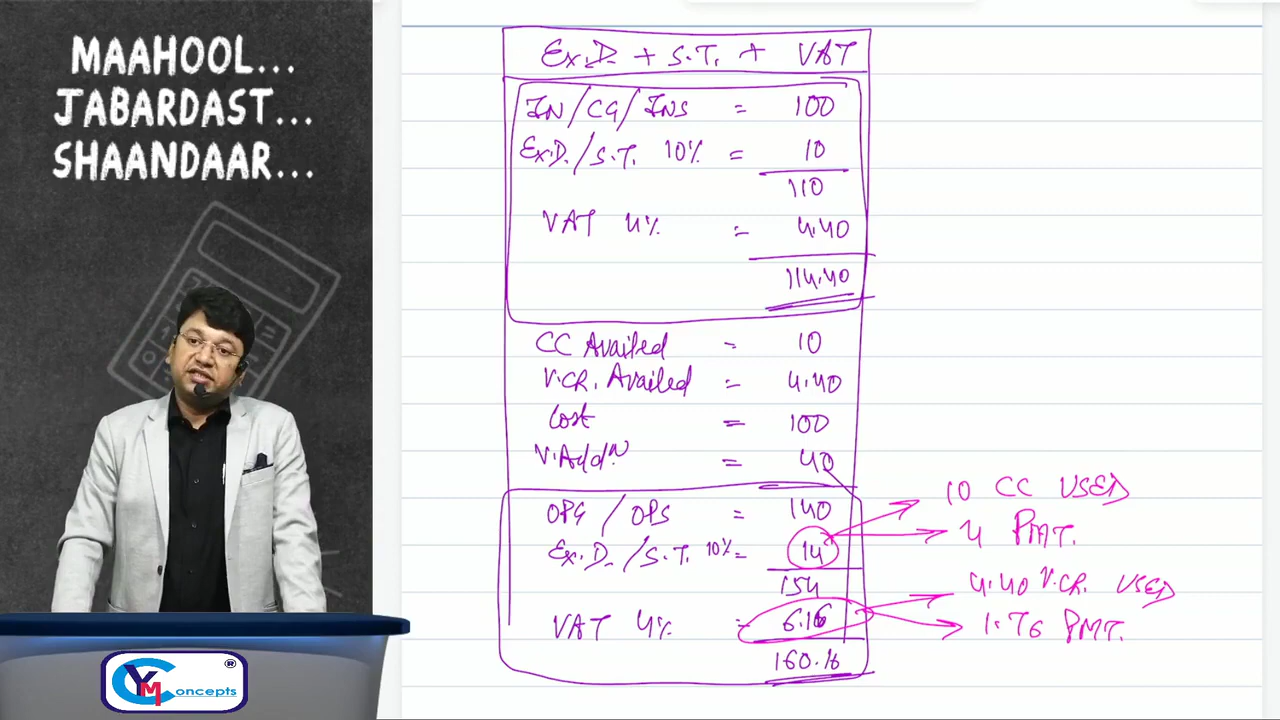 MAAHOOL...
JABARDAST...
SHAANDAAR...
YM Concepts ®
Ex.D. + S.T. + VAT
IN/CG/INS = 100
Ex.D./S.T. 10% = 10
110
VAT 4% = 4.40
114.40
CC Availed = 10
V.CR. Availed = 4.40
Cost = 100
V.Addn = 40
OPG / OPS = 140
Ex.D./S.T. 10% = 14
154
VAT 4% = 6.16
160.16
10 CC USED
4 PMT.
4.40 V.CR. USED
1.76 PMT.